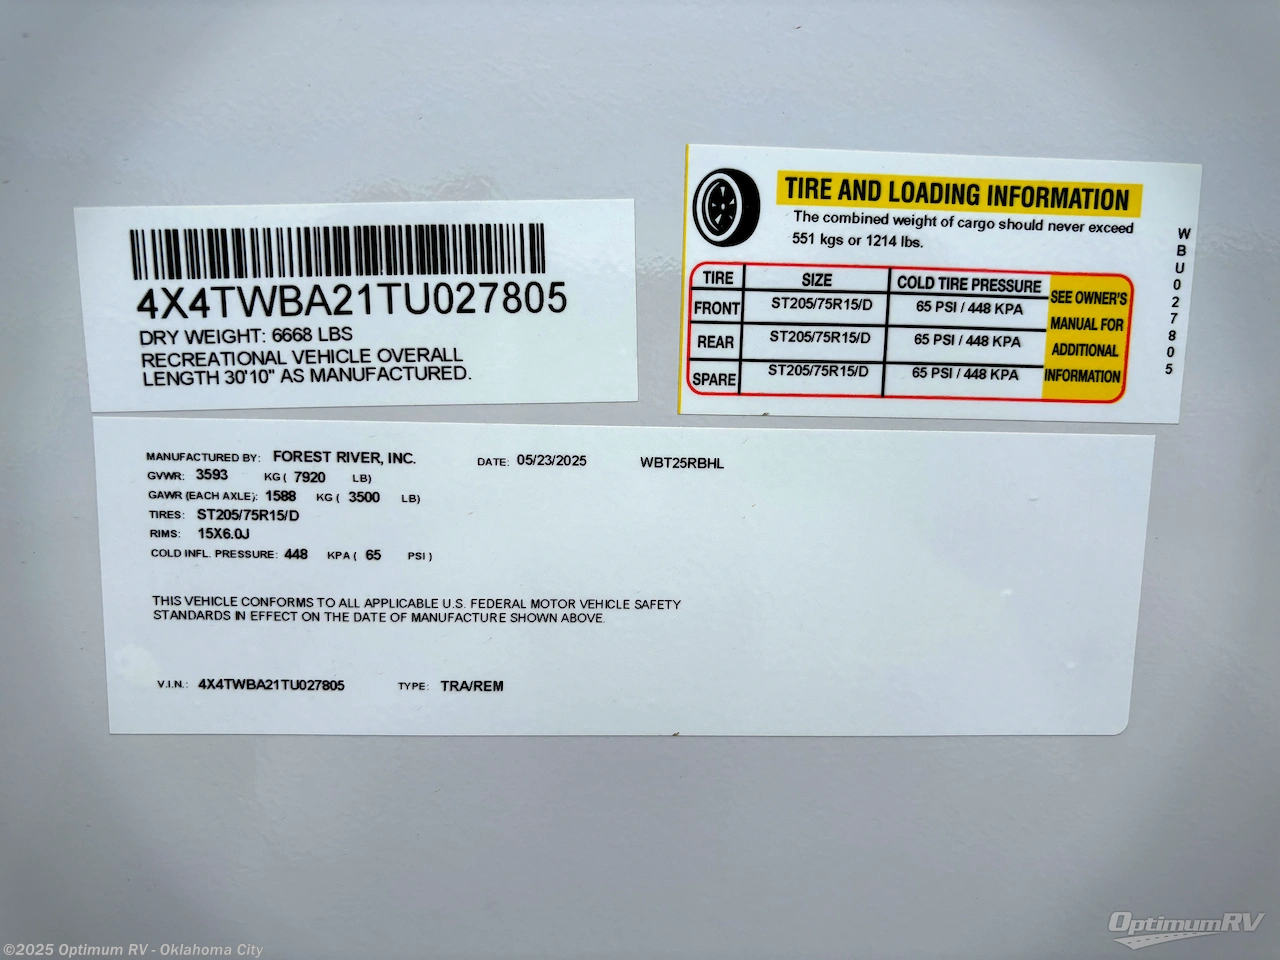 4X4TWBA21TU027805
DRY WEIGHT: 6668 LBS
RECREATIONAL VEHICLE OVERALL
LENGTH 30'10" AS MANUFACTURED.
TIRE AND LOADING INFORMATION
The combined weight of cargo should never exceed
551 kgs or 1214 lbs.
TIRE SIZE COLD TIRE PRESSURE
FRONT ST205/75R15/D 65 PSI / 448 KPA
REAR ST205/75R15/D 65 PSI / 448 KPA
SPARE ST205/75R15/D 65 PSI / 448 KPA
SEE OWNER'S
MANUAL FOR
ADDITIONAL
INFORMATION
WBU027805
MANUFACTURED BY: FOREST RIVER, INC. DATE: 05/23/2025 WBT25RBHL
GVWR: 3593 KG ( 7920 LB)
GAWR (EACH AXLE): 1588 KG ( 3500 LB)
TIRES: ST205/75R15/D
RIMS: 15X6.0J
COLD INFL. PRESSURE: 448 KPA ( 65 PSI )
THIS VEHICLE CONFORMS TO ALL APPLICABLE U.S. FEDERAL MOTOR VEHICLE SAFETY
STANDARDS IN EFFECT ON THE DATE OF MANUFACTURE SHOWN ABOVE.
V.I.N.: 4X4TWBA21TU027805 TYPE: TRA/REM
©2025 Optimum RV - Oklahoma City
OptimumRV